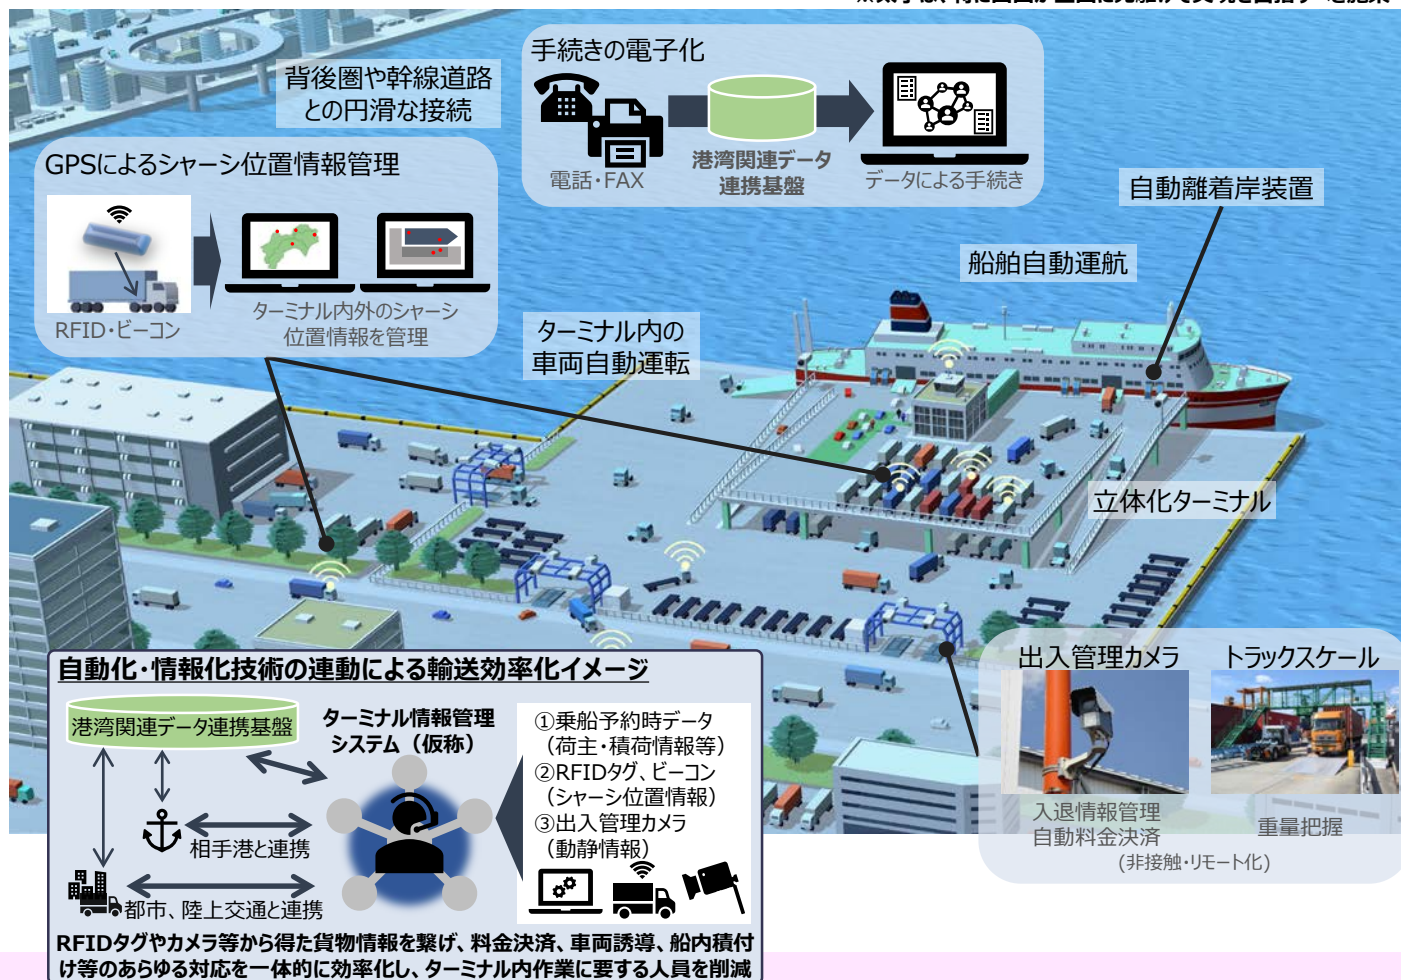 手続きの電子化
電話・FAX
港湾関連データ
連携基盤
データによる手続き
背後圏や幹線道路
との円滑な接続
GPSによるシャーシ位置情報管理
RFID・ビーコン
ターミナル内外のシャーシ
位置情報を管理
自動離着岸装置
船舶自動運航
ターミナル内の
車両自動運転
立体化ターミナル
出入管理カメラ
入退情報管理
自動料金決済
トラックスケール
重量把握
(非接触・リモート化)
自動化・情報化技術の連動による輸送効率化イメージ
港湾関連データ連携基盤
ターミナル情報管理
システム（仮称）
相手港と連携
都市、陸上交通と連携
①乗船予約時データ
（荷主・積荷情報等）
②RFIDタグ、ビーコン
（シャーシ位置情報）
③出入管理カメラ
（動静情報）
RFIDタグやカメラ等から得た貨物情報を繋げ、料金決済、車両誘導、船内積付
け等のあらゆる対応を一体的に効率化し、ターミナル内作業に要する人員を削減